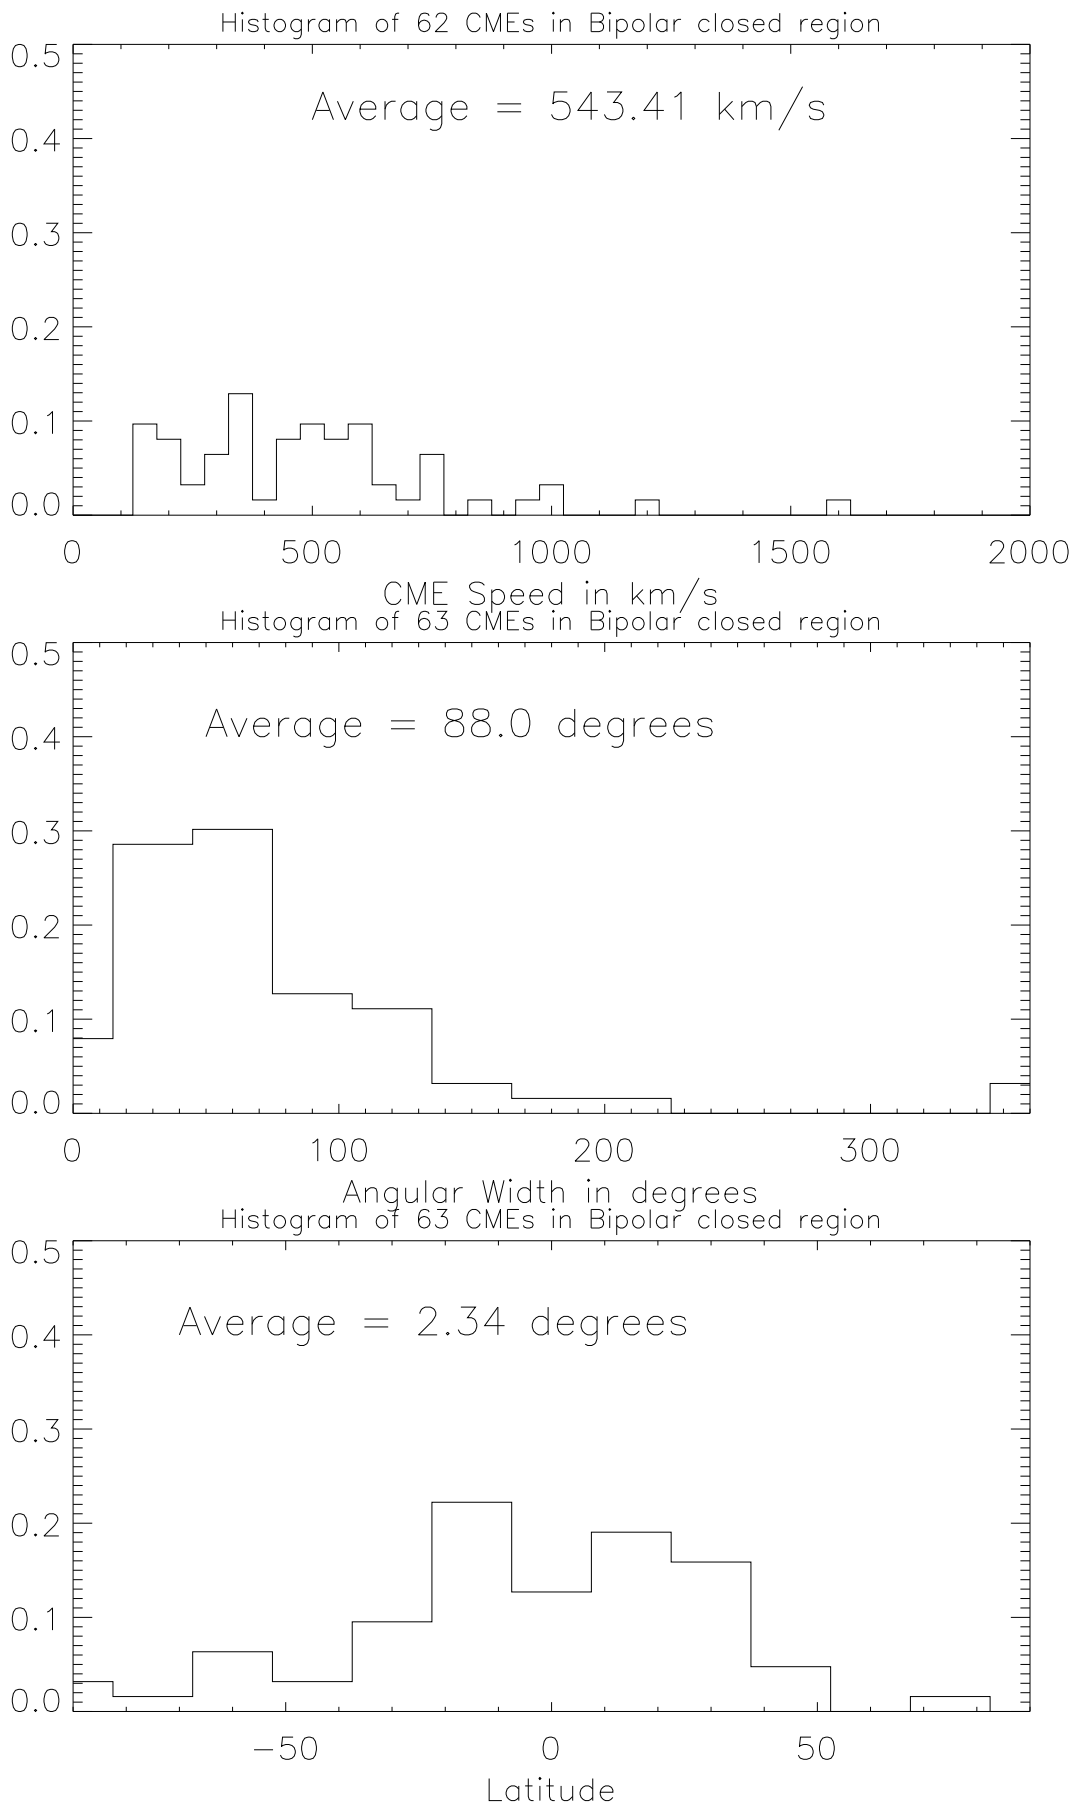 Histogram of 62 CMEs in Bipolar closed region
0.5
Average = 543.41 km/s
0.4
0.3
0.2
0.1
0.0
0 500 1000 1500 2000
CME Speed in km/s
Histogram of 63 CMEs in Bipolar closed region
0.5
Average = 88.0 degrees
0.4
0.3
0.2
0.1
0.0
0 100 200 300
Angular Width in degrees
Histogram of 63 CMEs in Bipolar closed region
0.5
Average = 2.34 degrees
0.4
0.3
0.2
0.1
0.0
−50 0 50
Latitude